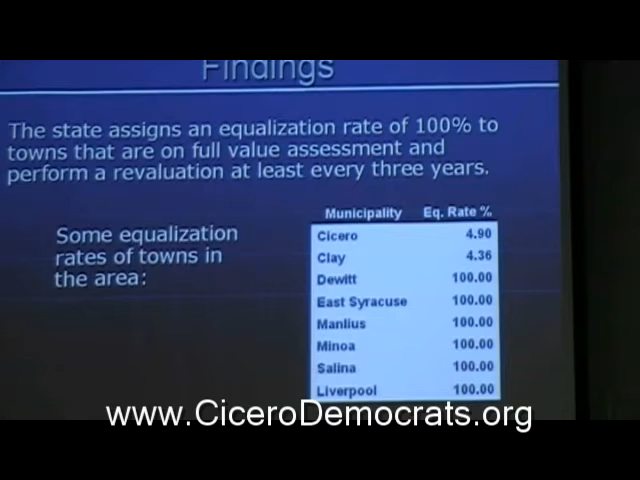 Findings
The state assigns an equalization rate of 100% to
towns that are on full value assessment and
perform a revaluation at least every three years.
Some equalization
rates of towns in
the area:
Municipality Eq. Rate %
Cicero 4.90
Clay 4.36
Dewitt 100.00
East Syracuse 100.00
Manlius 100.00
Minoa 100.00
Salina 100.00
Liverpool 100.00
www.CiceroDemocrats.org